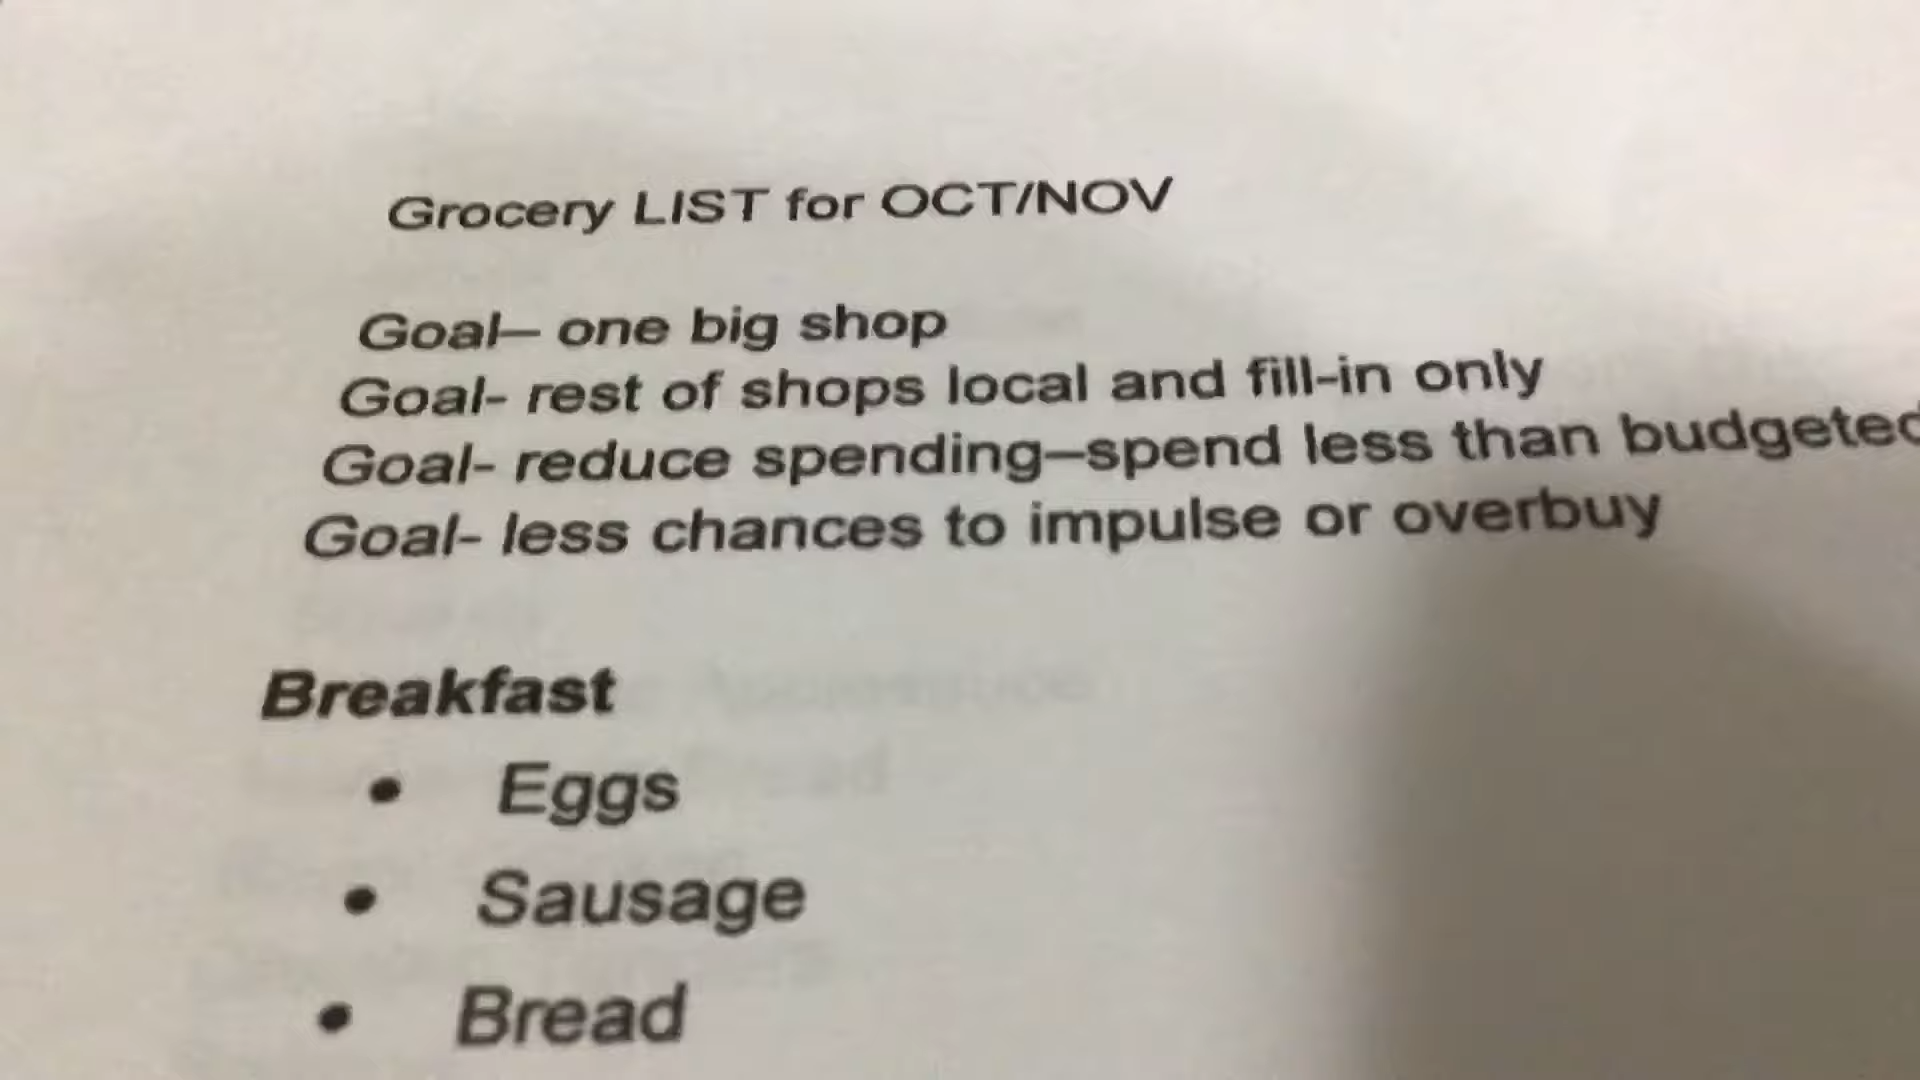 Grocery LIST for OCT/NOV
Goal— one big shop
Goal- rest of shops local and fill-in only
Goal- reduce spending—spend less than budgeted
Goal- less chances to impulse or overbuy
Breakfast
• Eggs
• Sausage
• Bread